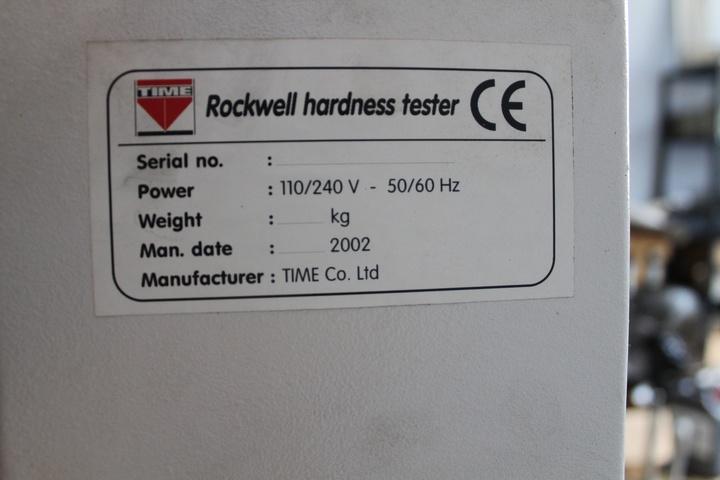 TIME
Rockwell hardness tester CE
Serial no. :
Power : 110/240 V - 50/60 Hz
Weight : kg
Man. date : 2002
Manufacturer : TIME Co. Ltd